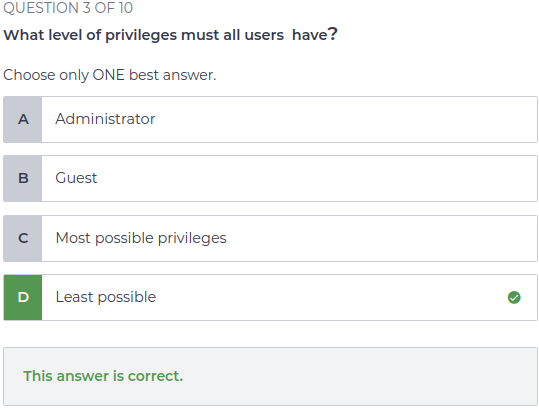 QUESTION 3 OF 10
What level of privileges must all users have?
Choose only ONE best answer.
A Administrator
B Guest
C Most possible privileges
D Least possible
This answer is correct.